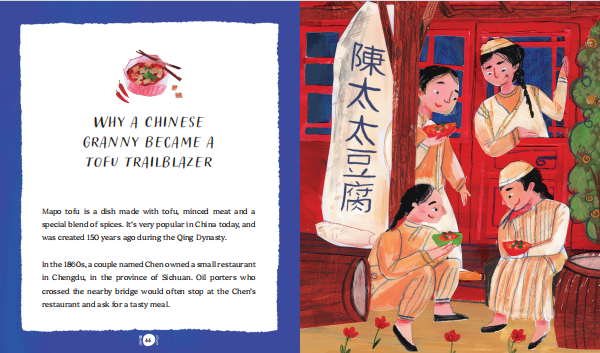 WHY A CHINESE
GRANNY BECAME A
TOFU TRAILBLAZER
Mapo tofu is a dish made with tofu, minced meat and a
special blend of spices. It's very popular in China today, and
was created 150 years ago during the Qing Dynasty.
In the 1860s, a couple named Chen owned a small restaurant
in Chengdu, in the province of Sichuan. Oil porters who
crossed the nearby bridge would often stop at the Chen's
restaurant and ask for a tasty meal.
66
陳太太豆腐